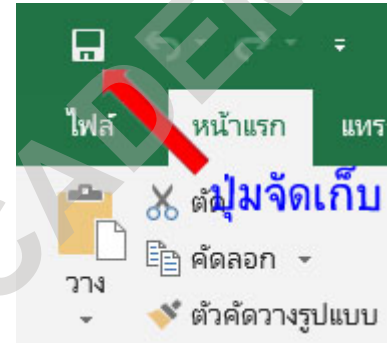 ไฟล์ หน้าแรก แทร
ตัด
ปุ่มจัดเก็บ
คัดลอก
วาง
ตัวคัดวางรูปแบบ